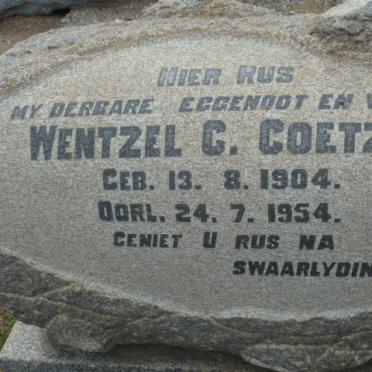 HIER RUS
MY DERBARE EGGENOOT EN V
WENTZEL C. COETZ
GEB. 13. 8. 1904.
OORL. 24. 7. 1954.
GENIET U RUS NA
SWAARLYDIN